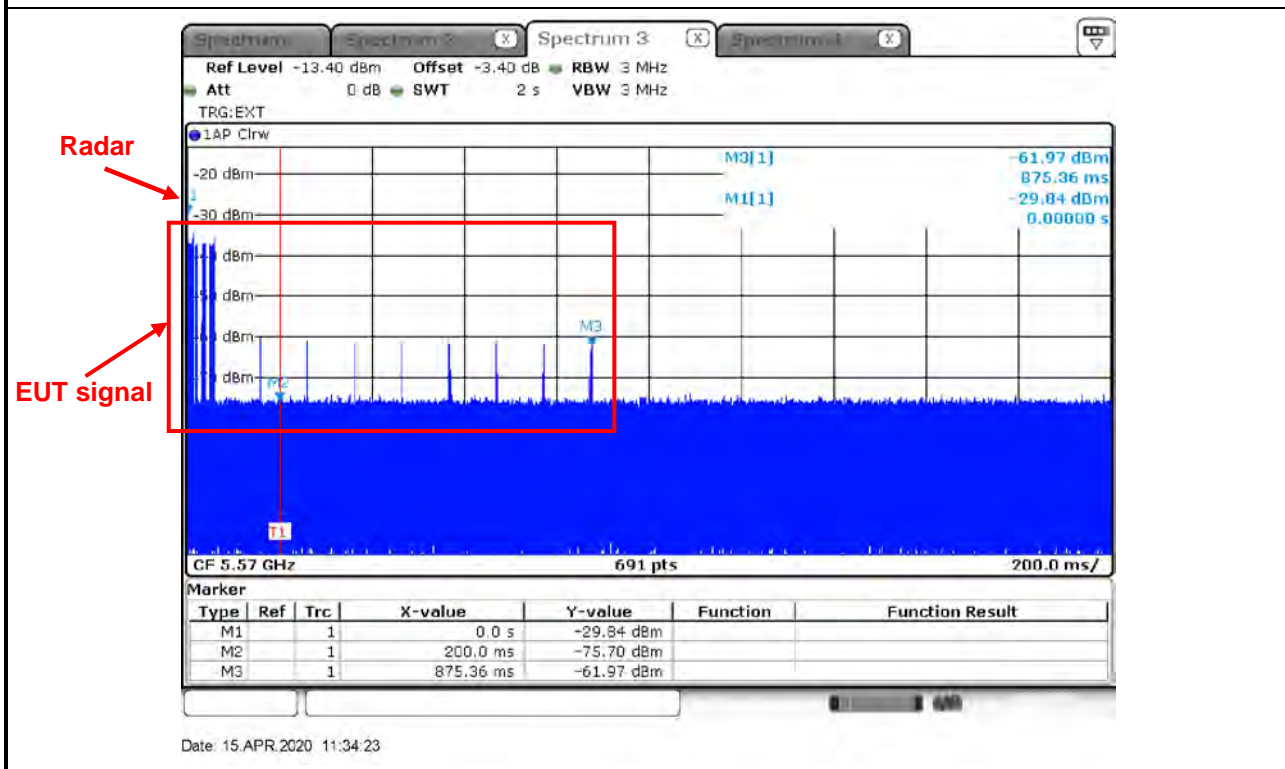 Spectrum 3
Ref Level -13.40 dBm Offset -3.40 dB RBW 3 MHz
Att 0 dB SWT 2 s VBW 3 MHz
TRG:EXT
1AP Clrw
Radar
M3[1] -61.97 dBm
875.36 ms
M1[1] -29.84 dBm
0.00000 s
-20 dBm
-30 dBm
dBm
dBm
dBm
dBm
M3
M2
EUT signal
T1
CF 5.57 GHz 691 pts 200.0 ms/
Marker
Type Ref Trc X-value Y-value Function Function Result
M1 1 0.0 s -29.84 dBm
M2 1 200.0 ms -75.70 dBm
M3 1 875.36 ms -61.97 dBm
Date: 15.APR.2020 11:34:23